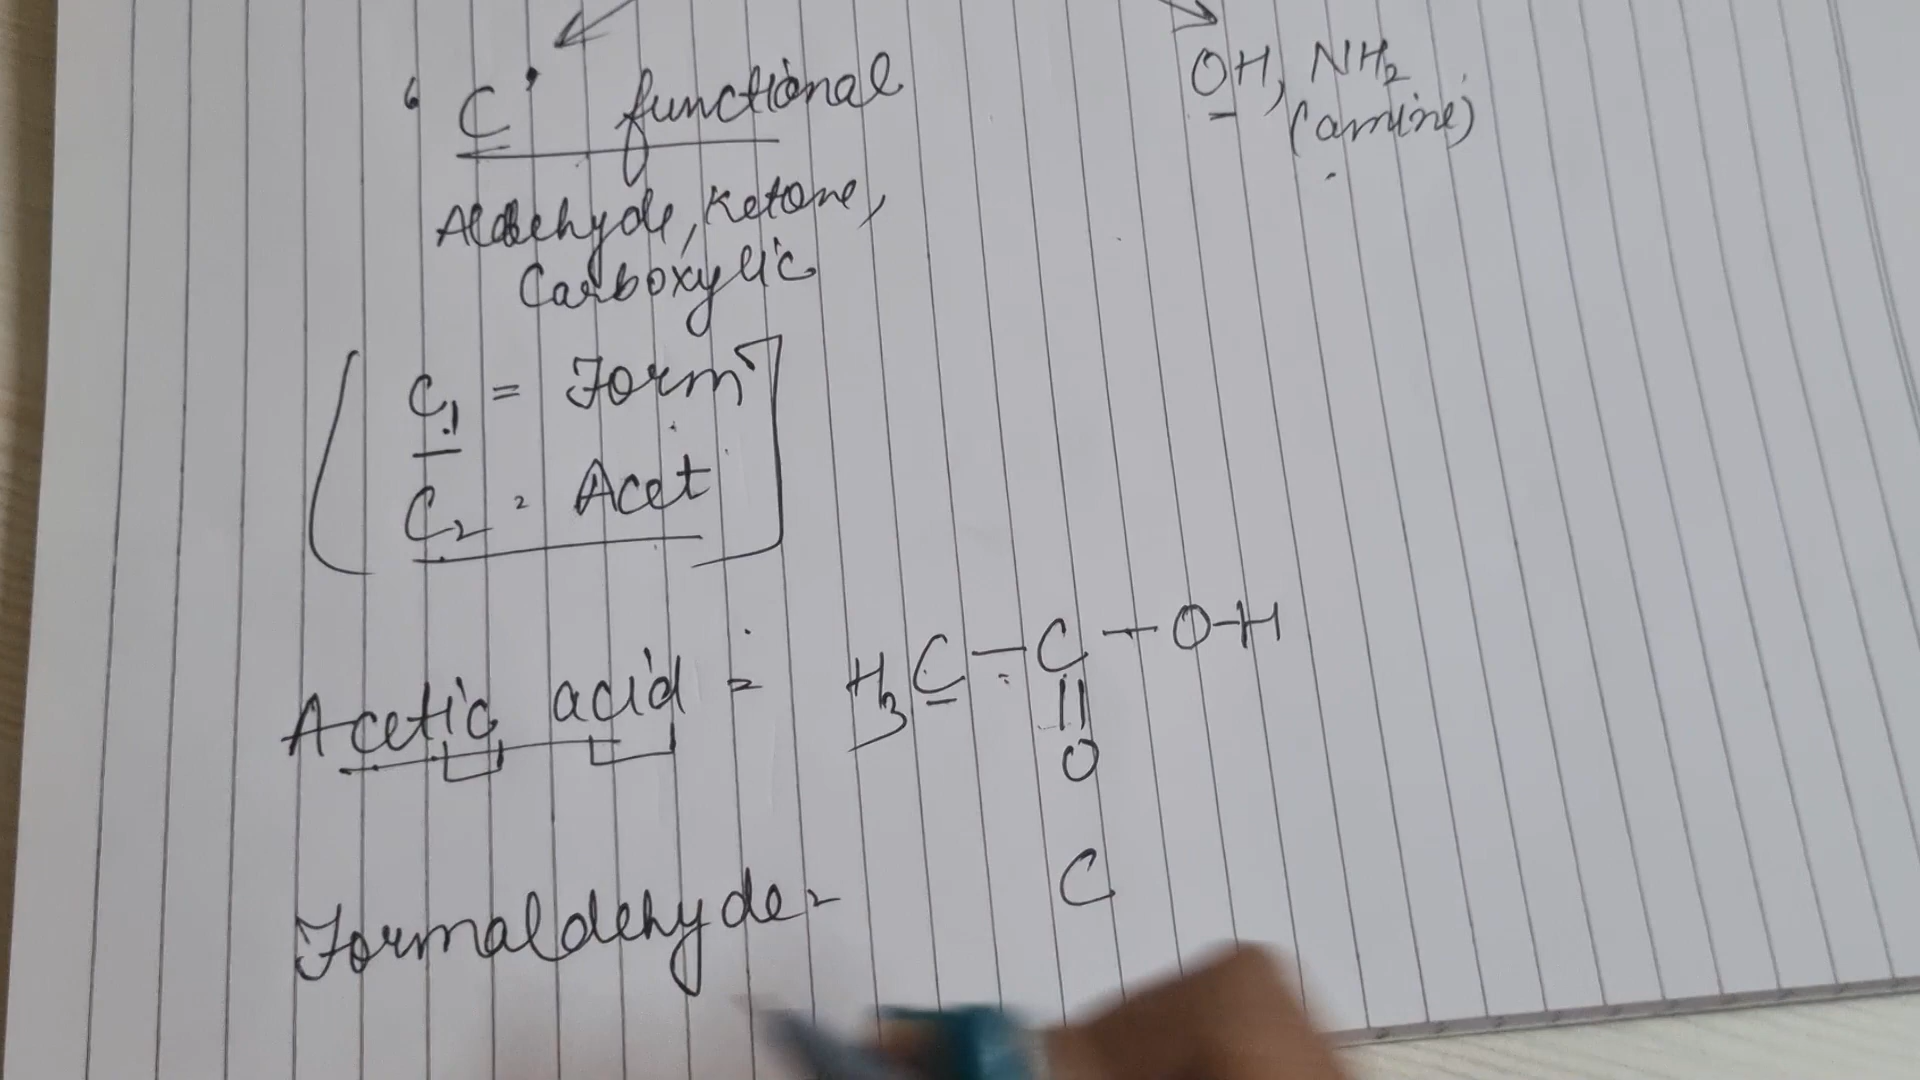 'C' functional
OH, NH2
(amine)
Aldehyde, Ketone,
Carboxylic
C1 = Form
C2 = Acet
Acetic acid = H3C-C-O-H
||
O
Formaldehyde = C